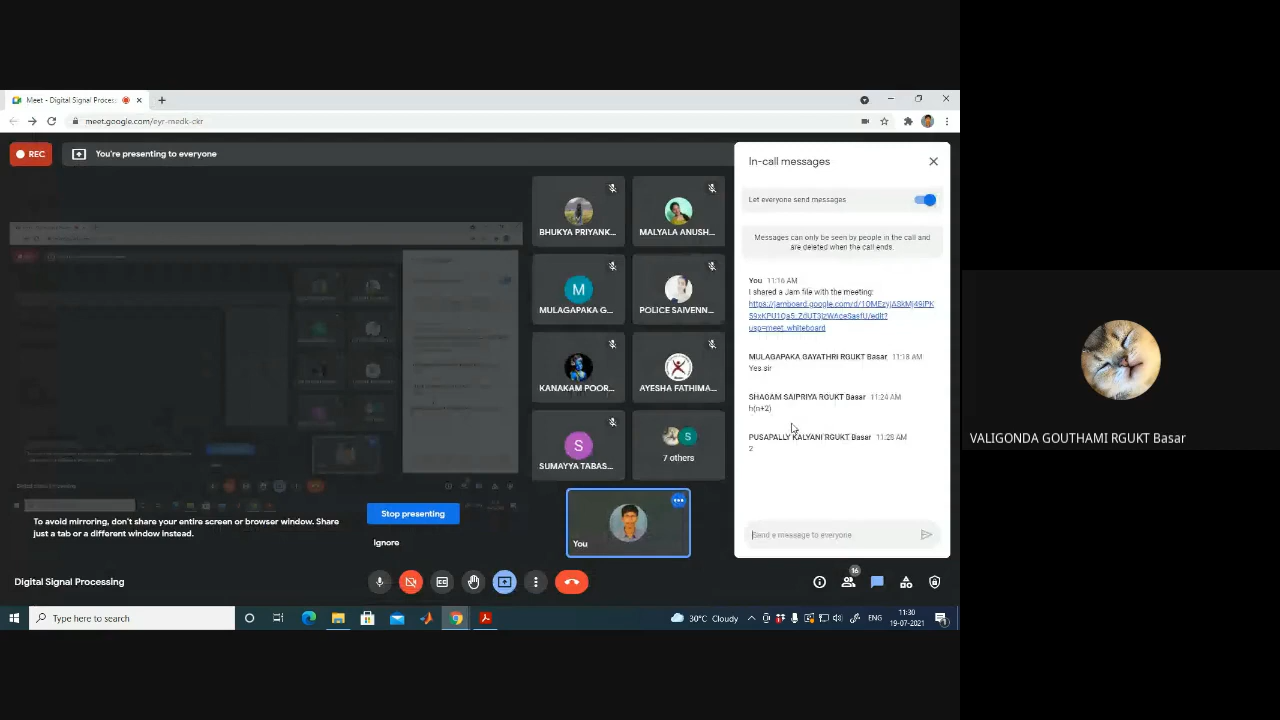 Meet - Digital Signal Proces
meet.google.com/eyr-medk-ckr
REC
You're presenting to everyone
In-call messages
Let everyone send messages
Messages can only be seen by people in the call and
are deleted when the call ends.
BHUKYA PRIYANK...
MALYALA ANUSH...
MULAGAPAKA G...
POLICE SAIVENN...
KANAKAM POOR...
AYESHA FATHIMA...
SUMAYYA TABAS...
7 others
You
You 11:16 AM
I shared a Jam file with the meeting:
usp=meet_whiteboard
MULAGAPAKA GAYATHRI RGUKT Basar 11:18 AM
Yes sir
SHAGAM SAIPRIYA RGUKT Basar 11:24 AM
h(n+2)
PUSAPALLY KALYANI RGUKT Basar 11:28 AM
2
Send a message to everyone
To avoid mirroring, don't share your entire screen or browser window. Share
just a tab or a different window instead.
Stop presenting
Ignore
Digital Signal Processing
16
Type here to search
30°C Cloudy
ENG
11:30
19-07-2021
VALIGONDA GOUTHAMI RGUKT Basar